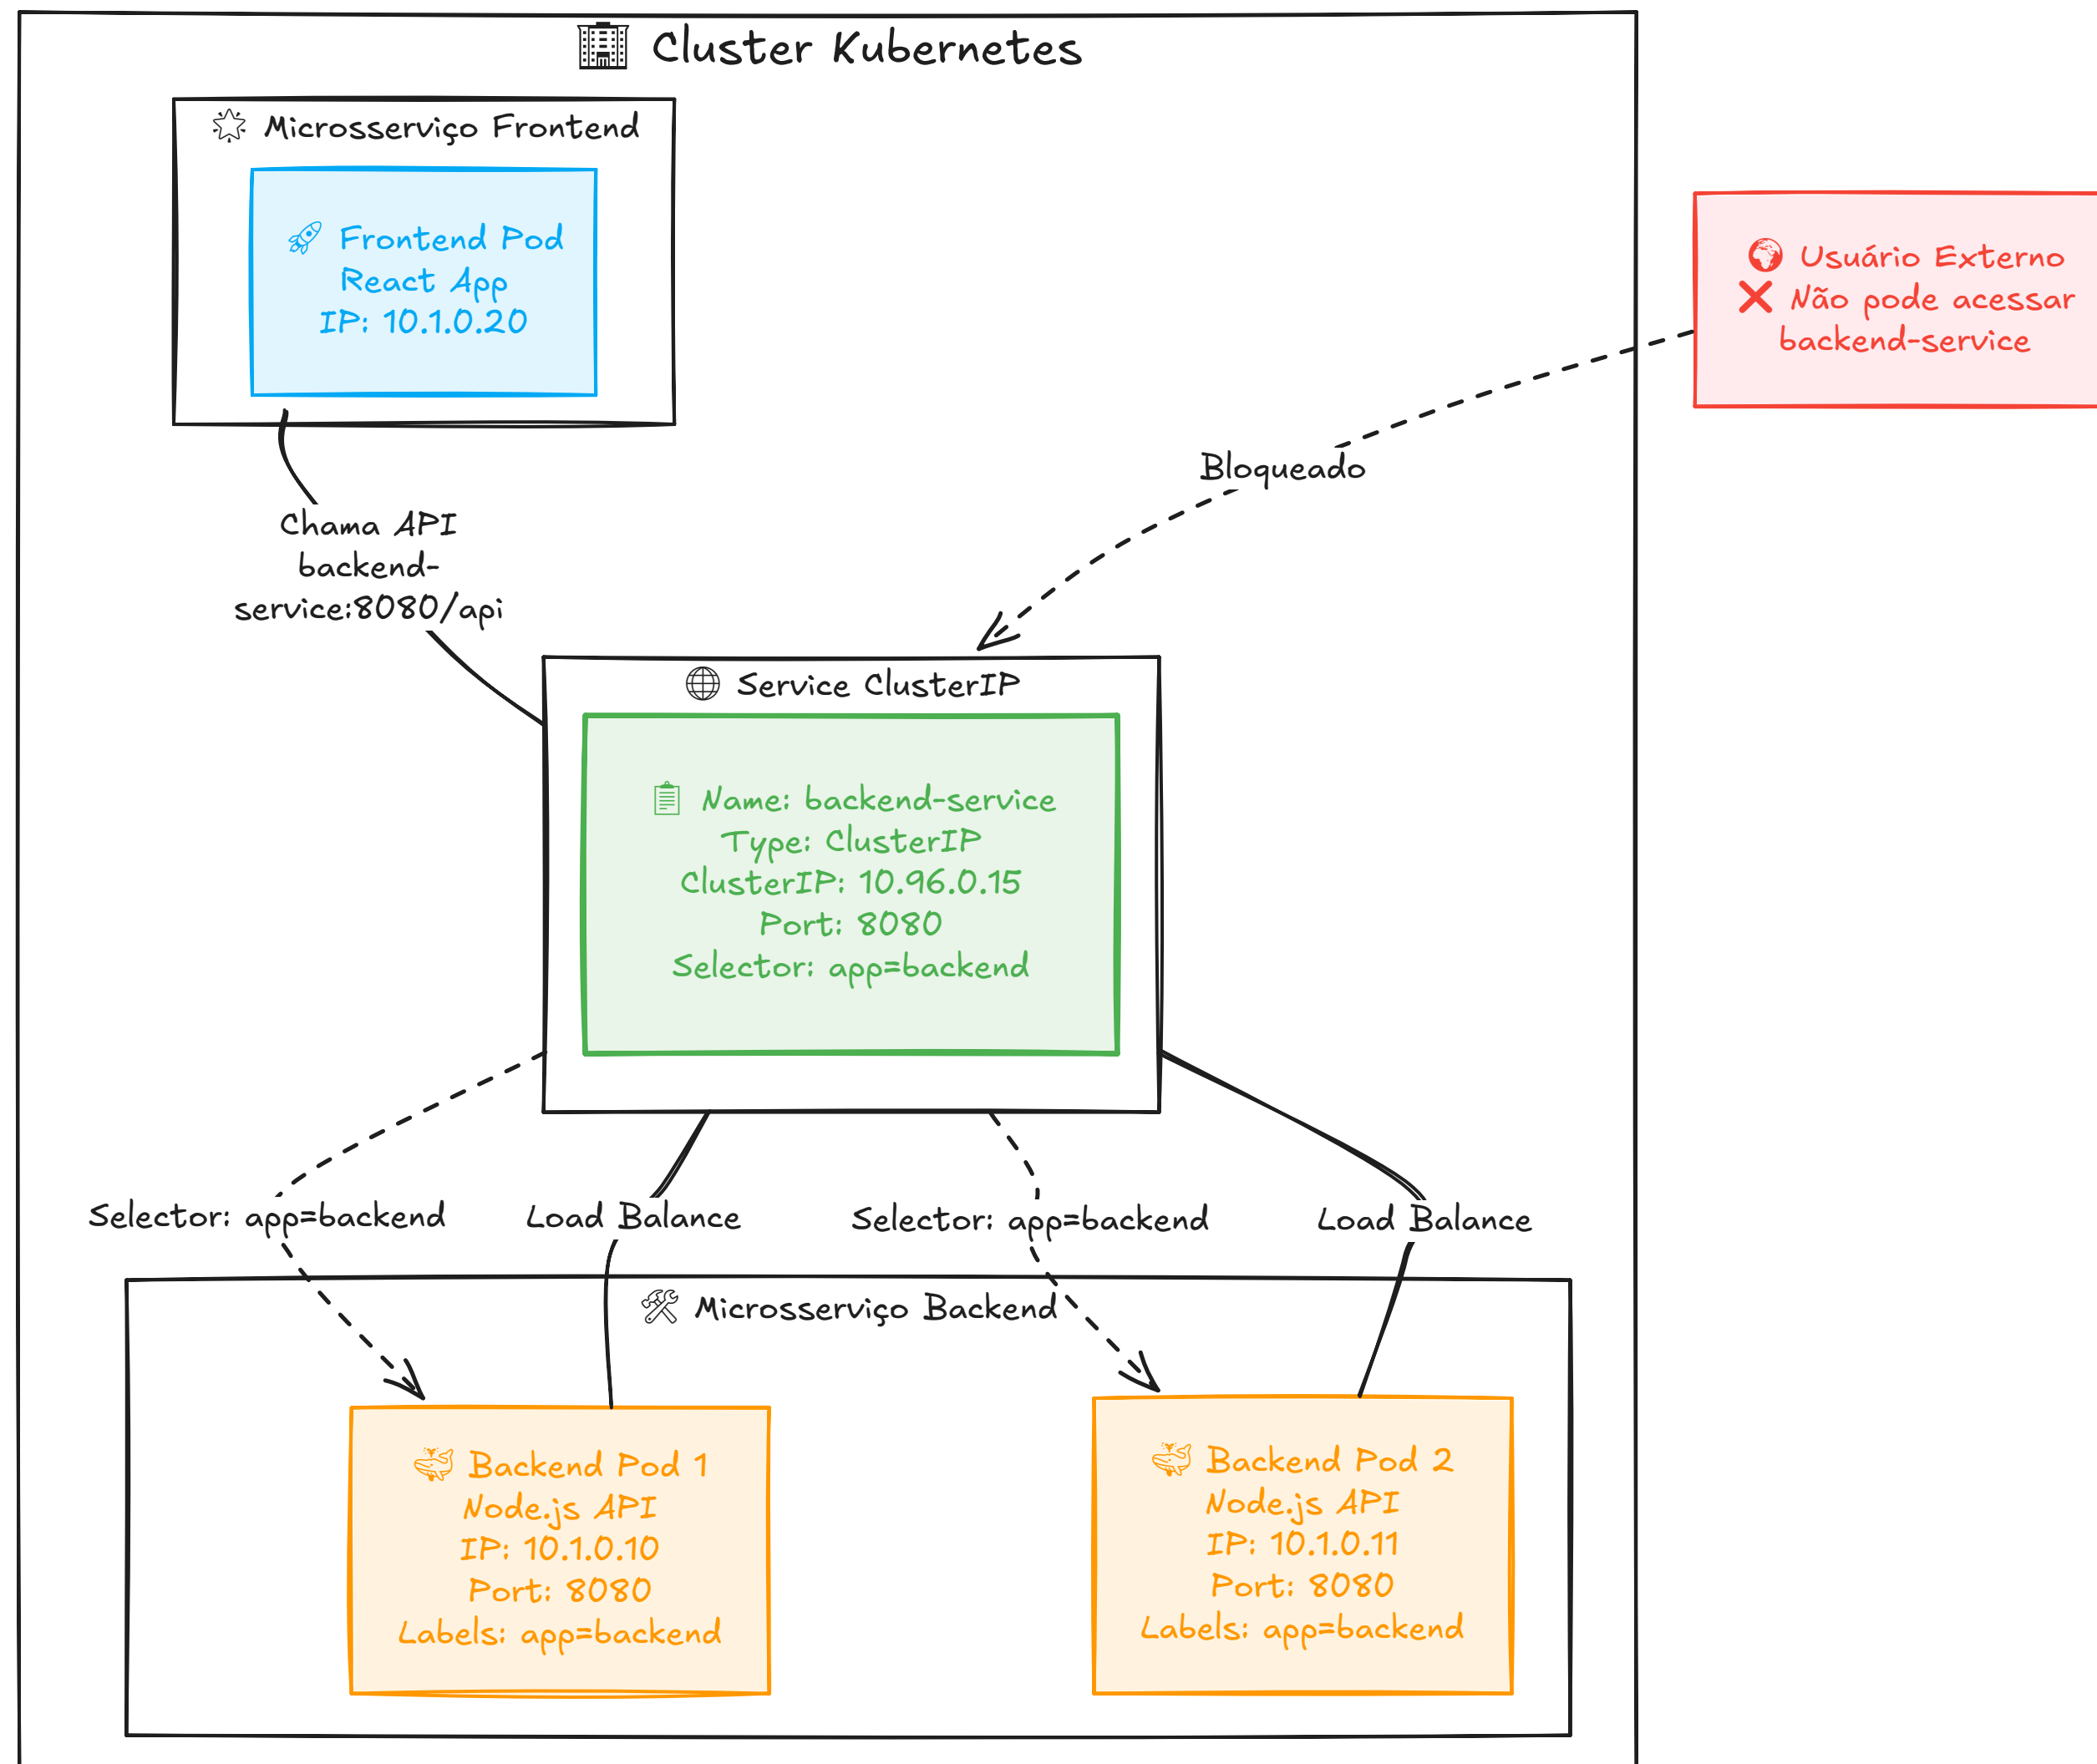 Cluster Kubernetes
Microsserviço Frontend
Frontend Pod
React App
IP: 10.1.0.20
Usuário Externo
Não pode acessar
backend-service
Bloqueado
Chama API
backend-
service:8080/api
Service ClusterIP
Name: backend-service
Type: ClusterIP
ClusterIP: 10.96.0.15
Port: 8080
Selector: app=backend
Selector: app=backend
Load Balance
Selector: app=backend
Load Balance
Microsserviço Backend
Backend Pod 1
Node.js API
IP: 10.1.0.10
Port: 8080
Labels: app=backend
Backend Pod 2
Node.js API
IP: 10.1.0.11
Port: 8080
Labels: app=backend